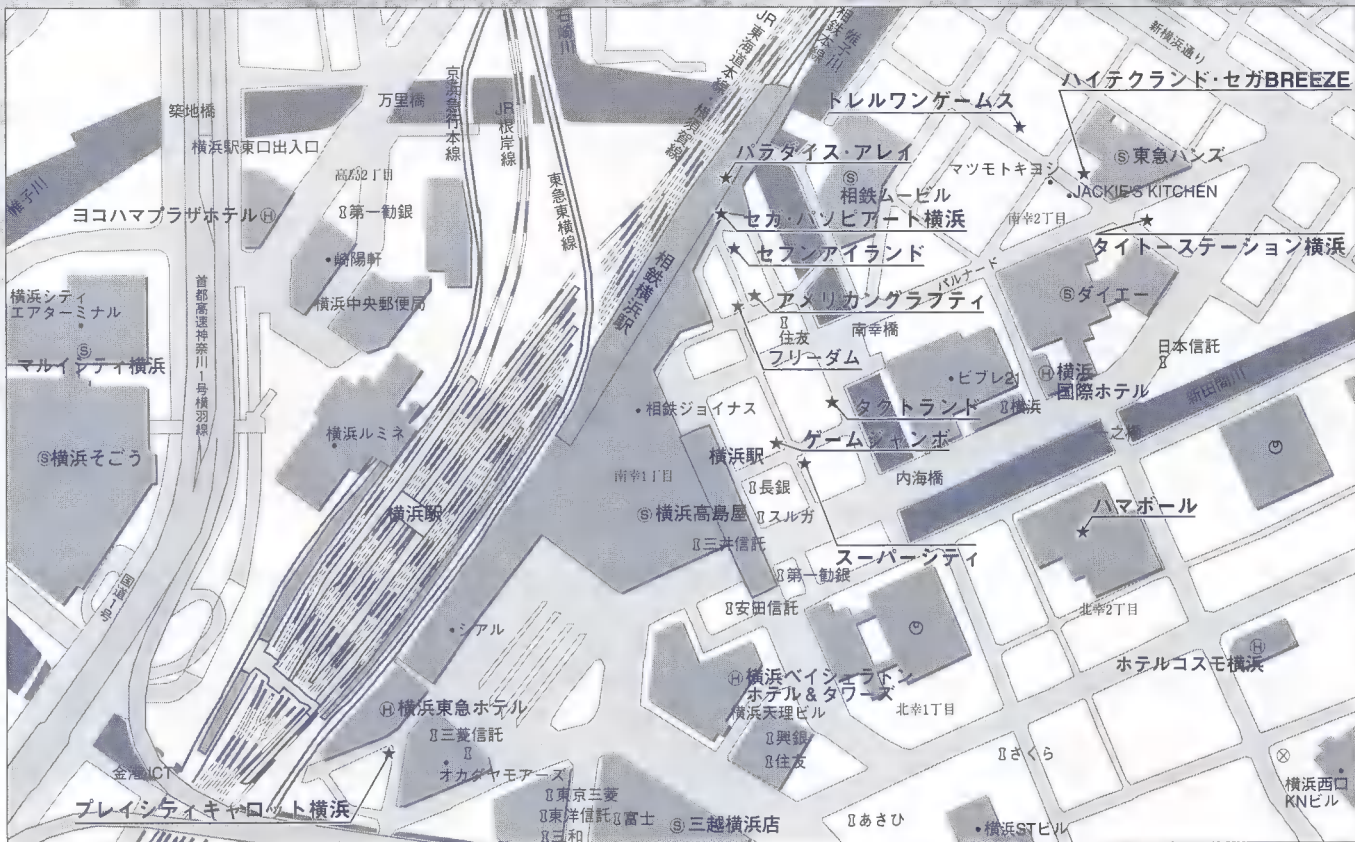 石崎川
JR東海道本線・横須賀線
相鉄本線
帷子川
新横浜通り
ハイテクランド・セガBREEZE
トレルワンゲームス
築地橋
万里橋
京浜急行本線
JR根岸線
東急東横線
横浜駅東口出入口
高島2丁目
帷子川
ヨコハマプラザホテル
第一勧銀
崎陽軒
横浜中央郵便局
パラダイス・アレイ
相鉄ムービル
マツモトキヨシ
東急ハンズ
JACKIE'S KITCHEN
南幸2丁目
タイトーステーション横浜
セガ・パソピアート横浜
セブンアイランド
相鉄横浜駅
パルナード
アメリカングラフティ
住友
フリーダム
南幸橋
ダイエー
日本信託
横浜シティ
エアターミナル
マルイシティ横浜
首都高速神奈川1号横羽線
横浜ルミネ
横浜そごう
相鉄ジョイナス
ビブレ21
横浜
国際ホテル
横浜
タクトランド
新田間川
一之橋
ゲームジャンボ
横浜駅
長銀
内海橋
南幸1丁目
横浜高島屋
スルガ
三井信託
スーパーシティ
ハマボール
横浜駅
第一勧銀
安田信託
北幸2丁目
国道1号
シアル
横浜ベイシェラトン
ホテル&タワーズ
横浜天理ビル
北幸1丁目
ホテルコスモ横浜
横浜東急ホテル
三菱信託
オカダヤモアーズ
興銀
住友
さくら
金港JCT
プレイシティキャロット横浜
東京三菱
東洋信託
富士
三和
三越横浜店
あさひ
横浜STビル
横浜西口
KNビル